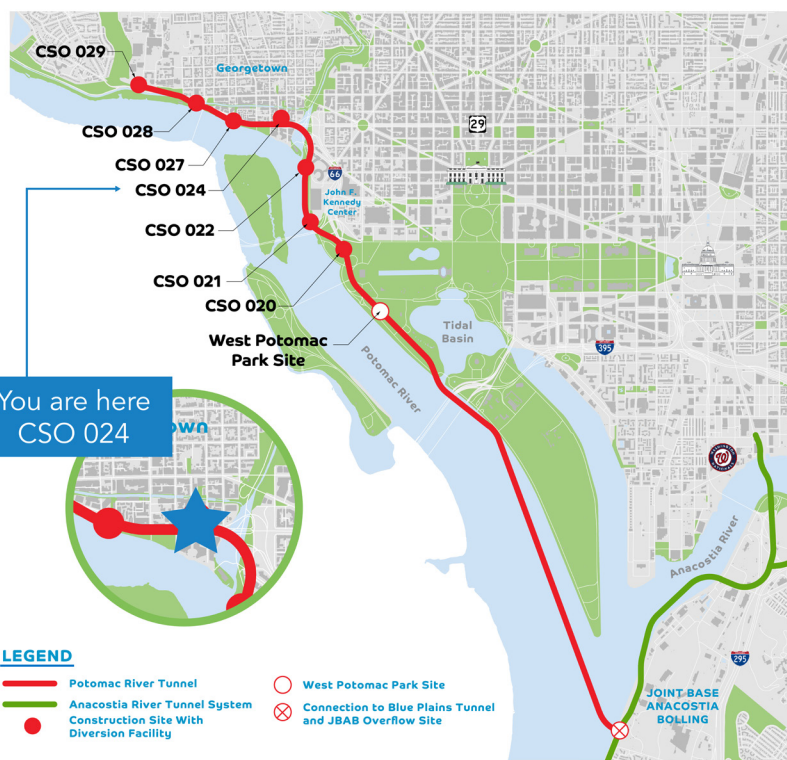 CSO 029
Georgetown
CSO 028
29
CSO 027
66
CSO 024
John F.
Kennedy
Center
CSO 022
CSO 021
CSO 020
West Potomac
Park Site
Tidal
Basin
395
Potomac River
You are here
CSO 024
own
W
Anacostia River
295
JOINT BASE
ANACOSTIA
BOLLING
LEGEND
Potomac River Tunnel
Anacostia River Tunnel System
Construction Site With
Diversion Facility
West Potomac Park Site
Connection to Blue Plains Tunnel
and JBAB Overflow Site